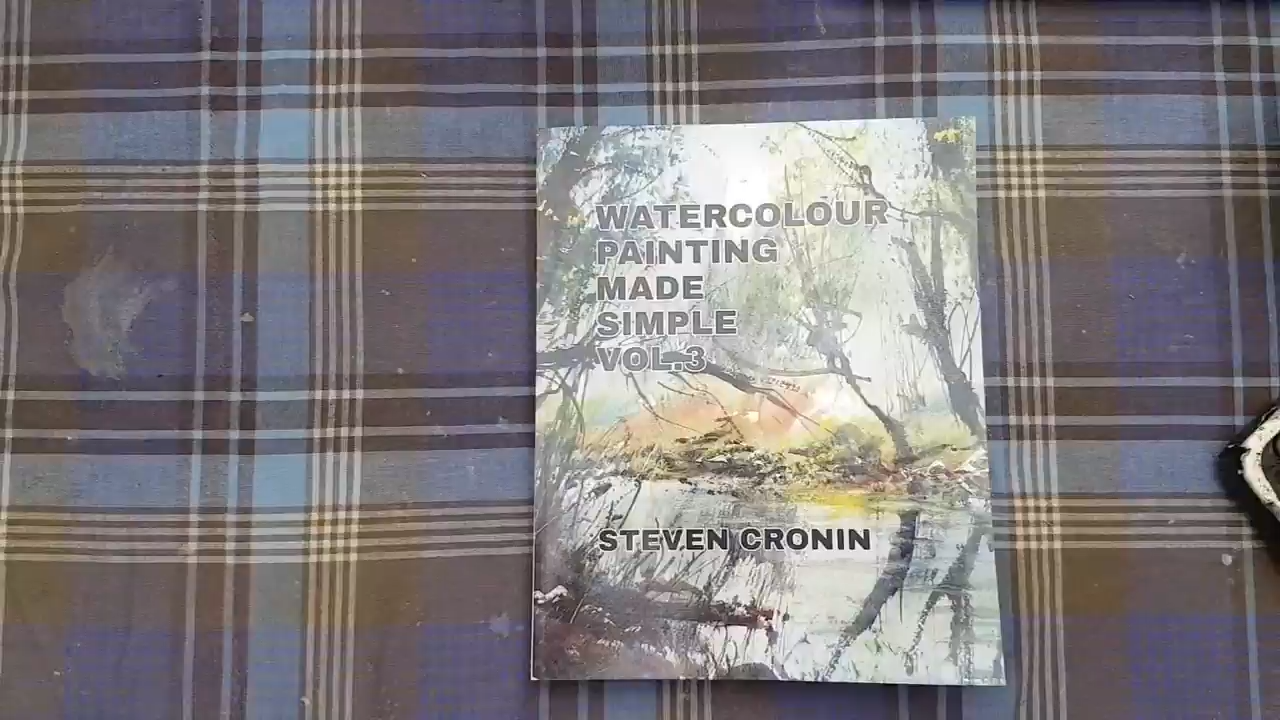 WATERCOLOUR
PAINTING
MADE
SIMPLE
VOL.3
STEVEN CRONIN